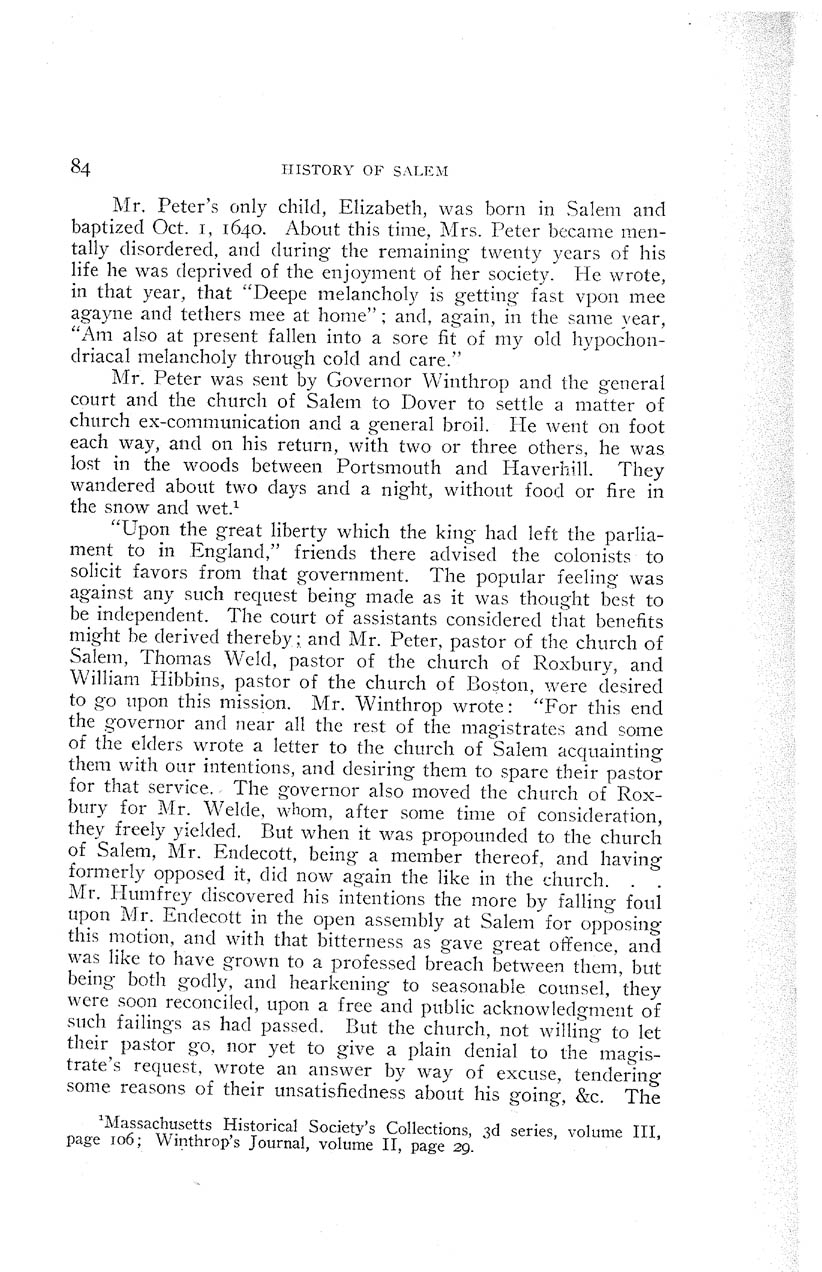 84 HISTORY OF SALEM
Mr. Peter's only child, Elizabeth, was born in Salem and
baptized Oct. 1, 1640. About this time, Mrs. Peter became men-
tally disordered, and during the remaining twenty years of his
life he was deprived of the enjoyment of her society. He wrote,
in that year, that "Deepe melancholy is getting fast vpon mee
agayne and tethers mee at home"; and, again, in the same year,
"Am also at present fallen into a sore fit of my old hypochon-
driacal melancholy through cold and care."
Mr. Peter was sent by Governor Winthrop and the general
court and the church of Salem to Dover to settle a matter of
church ex-communication and a general broil. He went on foot
each way, and on his return, with two or three others, he was
lost in the woods between Portsmouth and Haverhill. They
wandered about two days and a night, without food or fire in
the snow and wet.¹
"Upon the great liberty which the king had left the parlia-
ment to in England," friends there advised the colonists to
solicit favors from that government. The popular feeling was
against any such request being made as it was thought best to
be independent. The court of assistants considered that benefits
might be derived thereby; and Mr. Peter, pastor of the church of
Salem, Thomas Weld, pastor of the church of Roxbury, and
William Hibbins, pastor of the church of Boston, were desired
to go upon this mission. Mr. Winthrop wrote: "For this end
the governor and near all the rest of the magistrates and some
of the elders wrote a letter to the church of Salem acquainting
them with our intentions, and desiring them to spare their pastor
for that service. The governor also moved the church of Rox-
bury for Mr. Welde, whom, after some time of consideration,
they freely yielded. But when it was propounded to the church
of Salem, Mr. Endecott, being a member thereof, and having
formerly opposed it, did now again the like in the church. . .
Mr. Humfrey discovered his intentions the more by falling foul
upon Mr. Endecott in the open assembly at Salem for opposing
this motion, and with that bitterness as gave great offence, and
was like to have grown to a professed breach between them, but
being both godly, and hearkening to seasonable counsel, they
were soon reconciled, upon a free and public acknowledgment of
such failings as had passed. But the church, not willing to let
their pastor go, nor yet to give a plain denial to the magis-
trate's request, wrote an answer by way of excuse, tendering
some reasons of their unsatisfiedness about his going, &c. The
¹Massachusetts Historical Society's Collections, 3d series, volume III,
page 106; Winthrop's Journal, volume II, page 29.